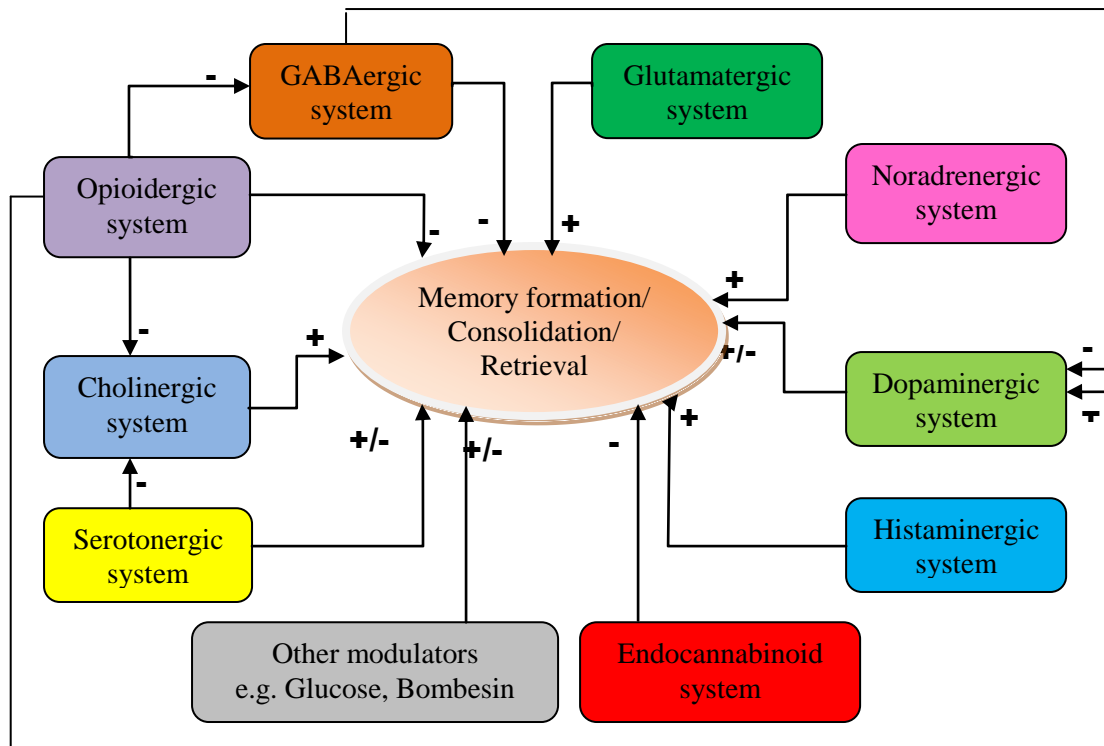 GABAergic
system
Glutamatergic
system
-
Opioidergic
system
Noradrenergic
system
-
-
+
+
Memory formation/
Consolidation/
Retrieval
-
+
+/-
-
Cholinergic
system
Dopaminergic
system
+
+/-
+/-
-
+
-
Serotonergic
system
Histaminergic
system
Other modulators
e.g. Glucose, Bombesin
Endocannabinoid
system